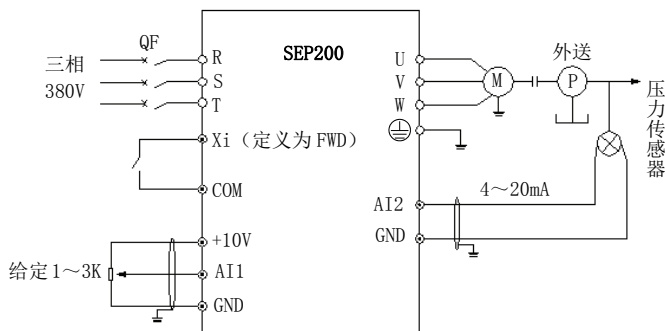 QF
三相
380V
R
S
T
SEP200
U
V
W
M
外送
P
压力传感器
Xi（定义为FWD）
COM
AI2
4～20mA
GND
+10V
给定1～3K
AI1
GND